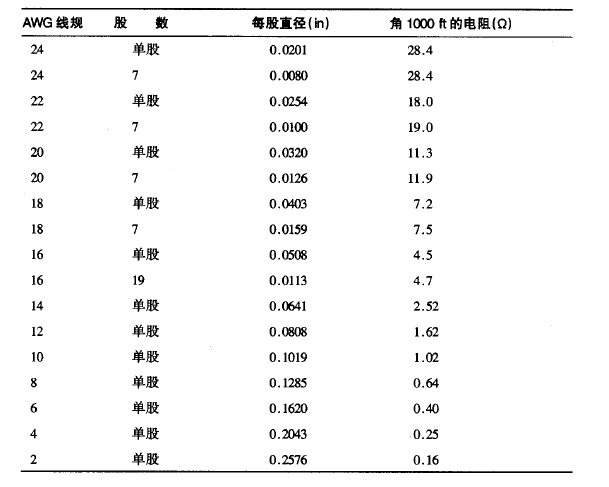 AWG 线规 股 数 每股直径(in) 角1000 ft的电阻(Ω)
24 单股 0.0201 28.4
24 7 0.0080 28.4
22 单股 0.0254 18.0
22 7 0.0100 19.0
20 单股 0.0320 11.3
20 7 0.0126 11.9
18 单股 0.0403 7.2
18 7 0.0159 7.5
16 单股 0.0508 4.5
16 19 0.0113 4.7
14 单股 0.0641 2.52
12 单股 0.0808 1.62
10 单股 0.1019 1.02
8 单股 0.1285 0.64
6 单股 0.1620 0.40
4 单股 0.2043 0.25
2 单股 0.2576 0.16